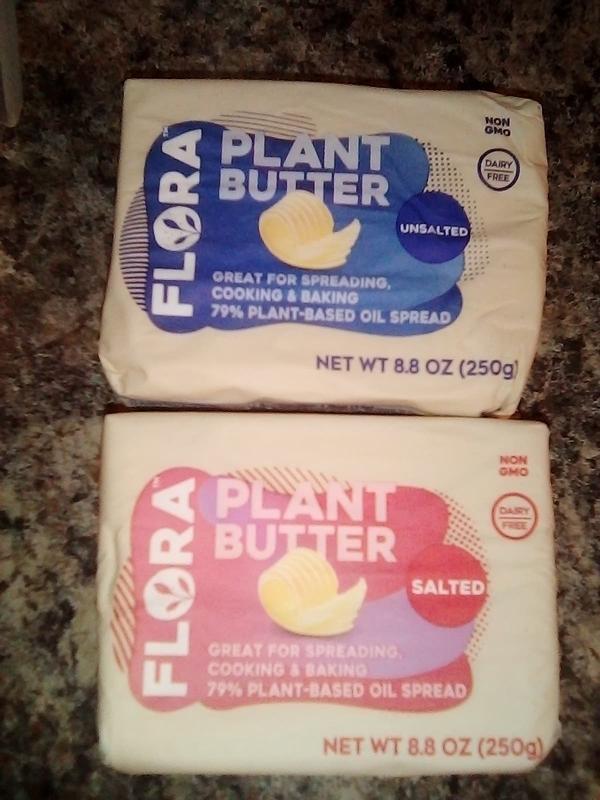 NON
GMO
DAIRY
FREE
FLORA™
PLANT
BUTTER
UNSALTED
GREAT FOR SPREADING,
COOKING & BAKING
79% PLANT-BASED OIL SPREAD
NET WT 8.8 OZ (250g)
NON
GMO
DAIRY
FREE
FLORA™
PLANT
BUTTER
SALTED
GREAT FOR SPREADING,
COOKING & BAKING
79% PLANT-BASED OIL SPREAD
NET WT 8.8 OZ (250g)